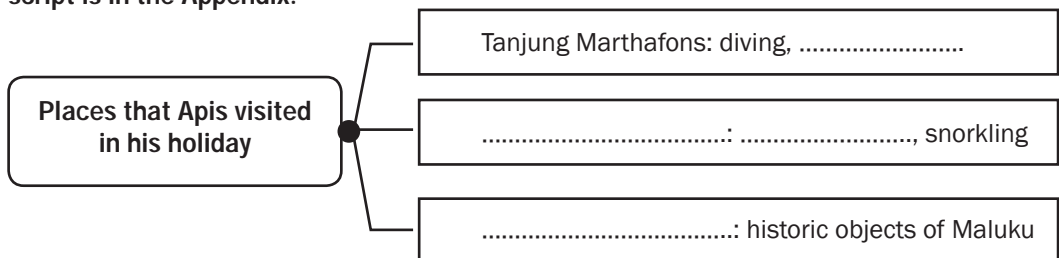 script is in the Appendix.
Tanjung Marthafons: diving, .........................
Places that Apis visited
in his holiday
.....................................: .........................., snorkling
......................................: historic objects of Maluku